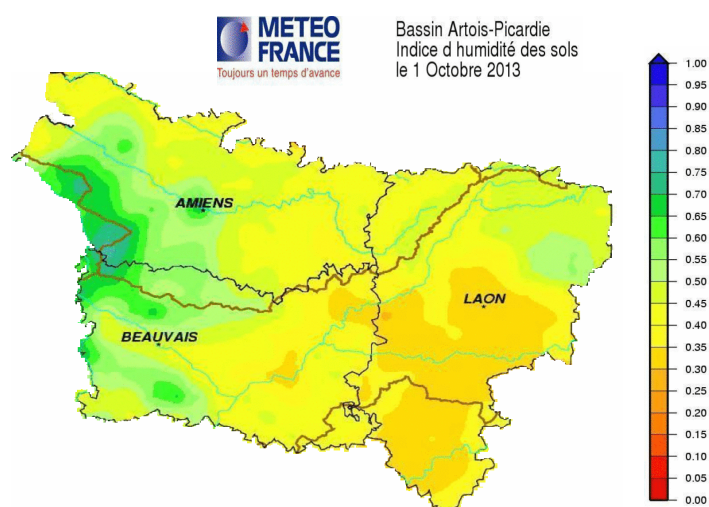 METEO
FRANCE
Toujours un temps d'avance
Bassin Artois-Picardie
Indice d humidité des sols
le 1 Octobre 2013
AMIENS
LAON
BEAUVAIS
1.00
0.95
0.90
0.85
0.80
0.75
0.70
0.65
0.60
0.55
0.50
0.45
0.40
0.35
0.30
0.25
0.20
0.15
0.10
0.05
0.00